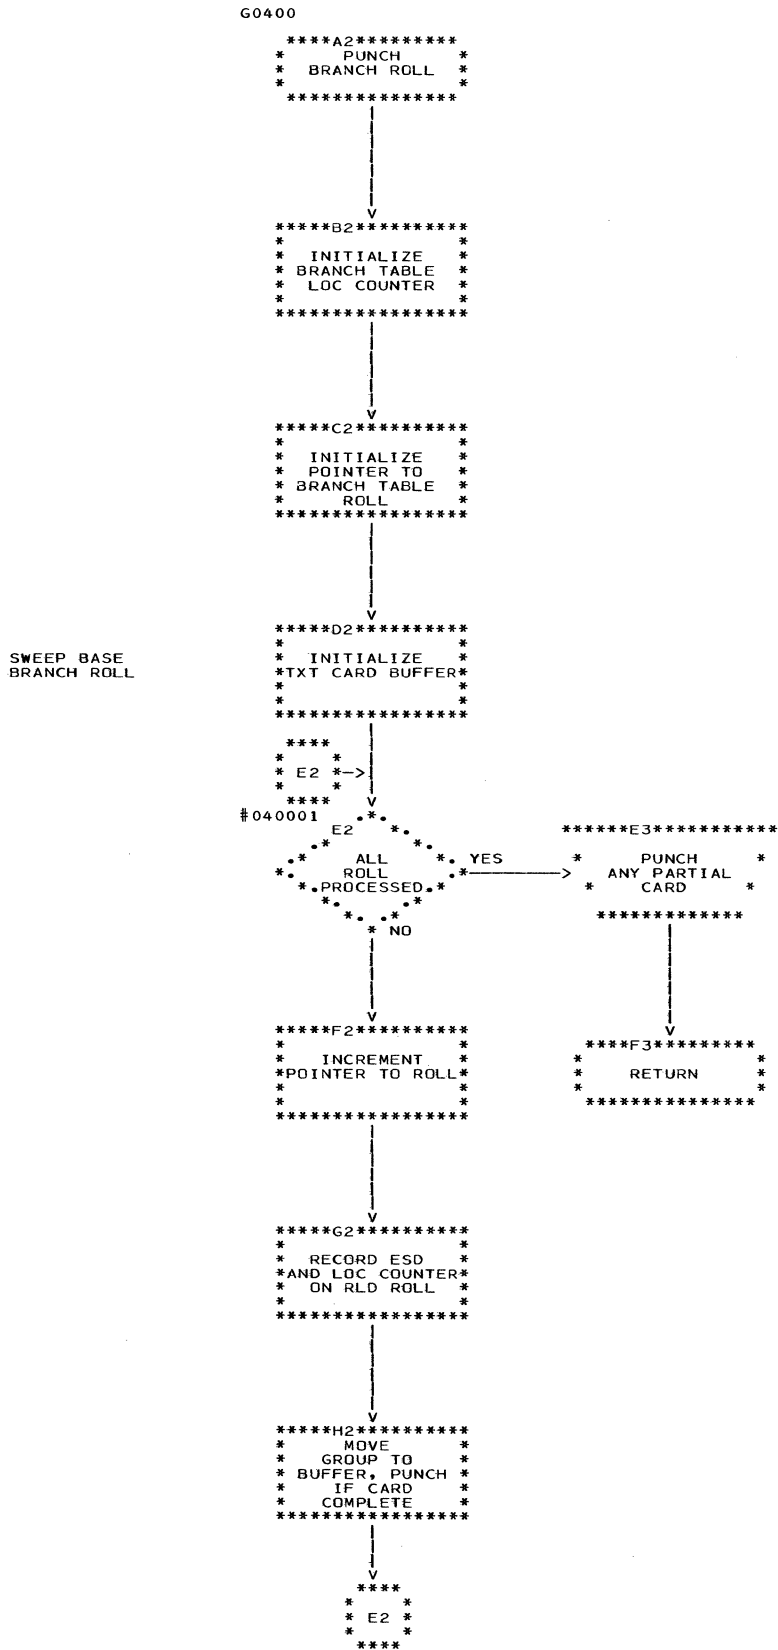 G0400
****A2*********
PUNCH
BRANCH ROLL
*****B2**********
INITIALIZE
BRANCH TABLE
LOC COUNTER
*****C2**********
INITIALIZE
POINTER TO
BRANCH TABLE
ROLL
SWEEP BASE
BRANCH ROLL
*****D2**********
INITIALIZE
TXT CARD BUFFER
E2
#040001
E2
ALL
ROLL
PROCESSED
YES
NO
******E3***********
PUNCH
ANY PARTIAL
CARD
*****F2**********
INCREMENT
POINTER TO ROLL
****F3*********
RETURN
*****G2**********
RECORD ESD
AND LOC COUNTER
ON RLD ROLL
*****H2**********
MOVE
GROUP TO
BUFFER, PUNCH
IF CARD
COMPLETE
E2